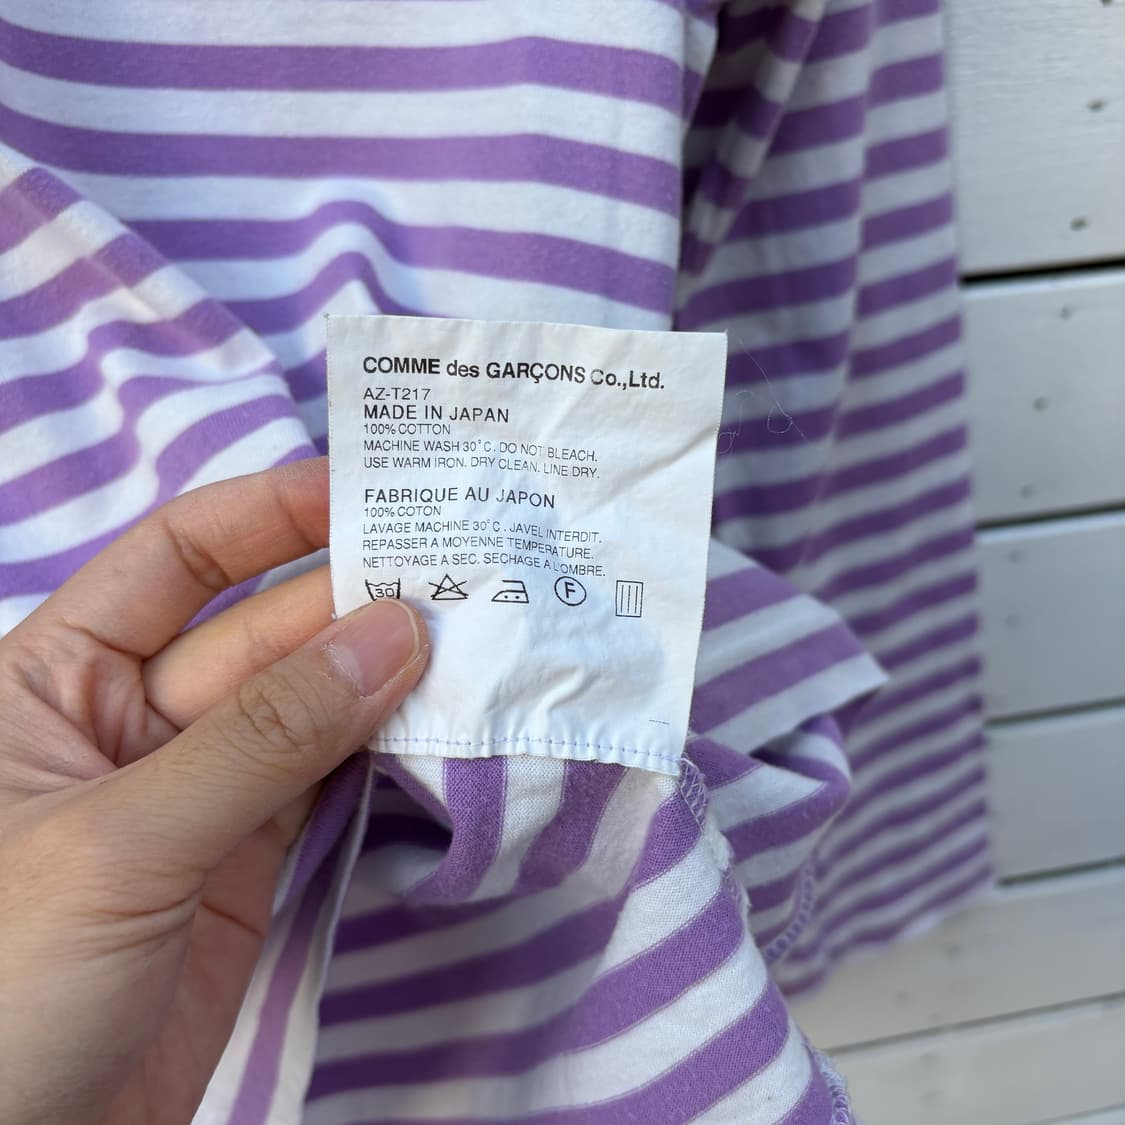 COMME des GARÇONS Co.,Ltd.
AZ-T217
MADE IN JAPAN
100% COTTON
MACHINE WASH 30°C. DO NOT BLEACH.
USE WARM IRON. DRY CLEAN. LINE DRY.
FABRIQUE AU JAPON
100% COTON
LAVAGE MACHINE 30°C. JAVEL INTERDIT.
REPASSER A MOYENNE TEMPERATURE.
NETTOYAGE A SEC. SECHAGE A L'OMBRE.
30 F